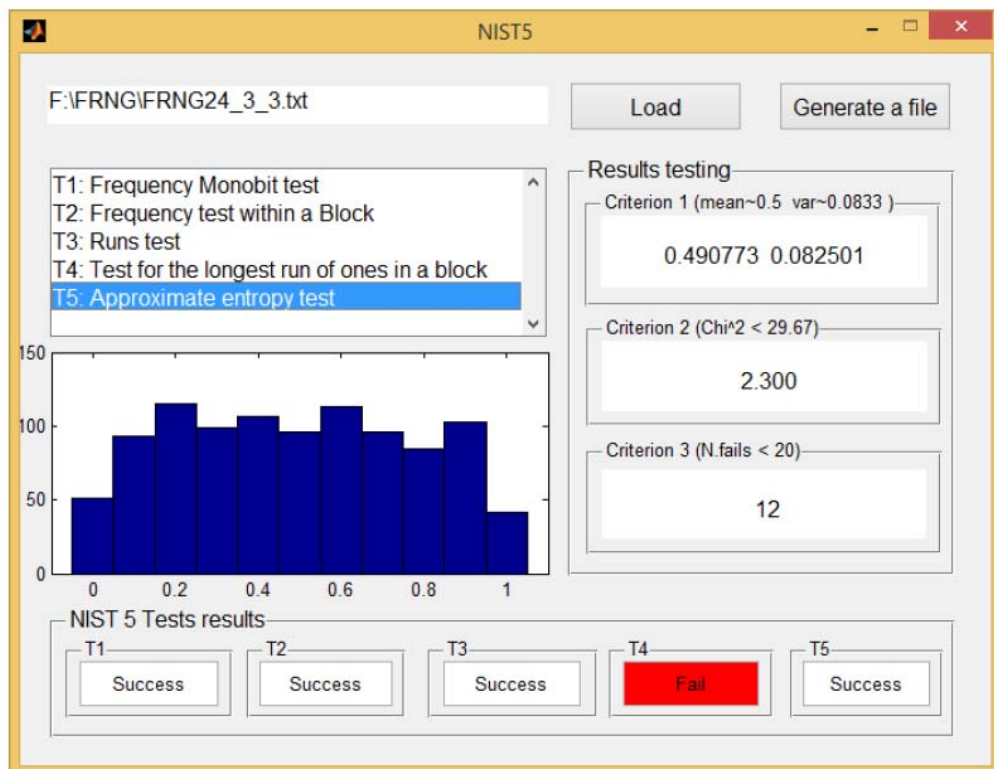 NIST5
F:\FRNG\FRNG24_3_3.txt
Load
Generate a file
T1: Frequency Monobit test
T2: Frequency test within a Block
T3: Runs test
T4: Test for the longest run of ones in a block
T5: Approximate entropy test
Results testing
Criterion 1 (mean~0.5 var~0.0833 )
0.490773 0.082501
Criterion 2 (Chi^2 < 29.67)
2.300
Criterion 3 (N.fails < 20)
12
150
100
50
0
0 0.2 0.4 0.6 0.8 1
NIST 5 Tests results
T1 T2 T3 T4 T5
Success Success Success Fail Success